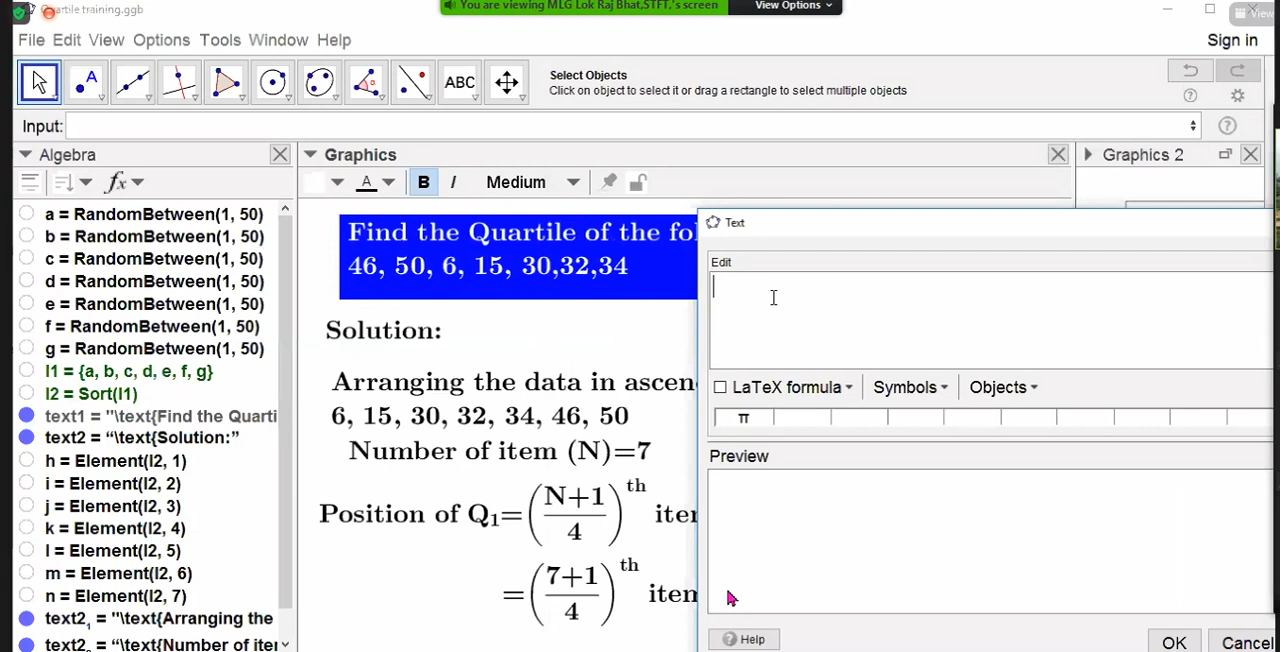 Quartile training.ggb
You are viewing MLG Lok Raj Bhat,STFT,'s screen
View Options
View
File Edit View Options Tools Window Help
Sign in
A
ABC
Select Objects
Click on object to select it or drag a rectangle to select multiple objects
Input:
Algebra
Graphics
Graphics 2
fx
A
B
I
Medium
a = RandomBetween(1, 50)
b = RandomBetween(1, 50)
c = RandomBetween(1, 50)
d = RandomBetween(1, 50)
e = RandomBetween(1, 50)
f = RandomBetween(1, 50)
g = RandomBetween(1, 50)
l1 = {a, b, c, d, e, f, g}
l2 = Sort(l1)
text1 = "\text{Find the Quarti
text2 = “\text{Solution:”
h = Element(l2, 1)
i = Element(l2, 2)
j = Element(l2, 3)
k = Element(l2, 4)
l = Element(l2, 5)
m = Element(l2, 6)
n = Element(l2, 7)
text2₁ = "\text{Arranging the
= “\text{Number of iter
Find the Quartile of the fol
46, 50, 6, 15, 30,32,34
Solution:
Arranging the data in ascen
6, 15, 30, 32, 34, 46, 50
Number of item (N)=7
Position of Q₁=(N+1/4)th iter
=(7+1/4)th item
Text
Edit
LaTeX formula
Symbols
Objects
π
Preview
Help
OK
Cancel